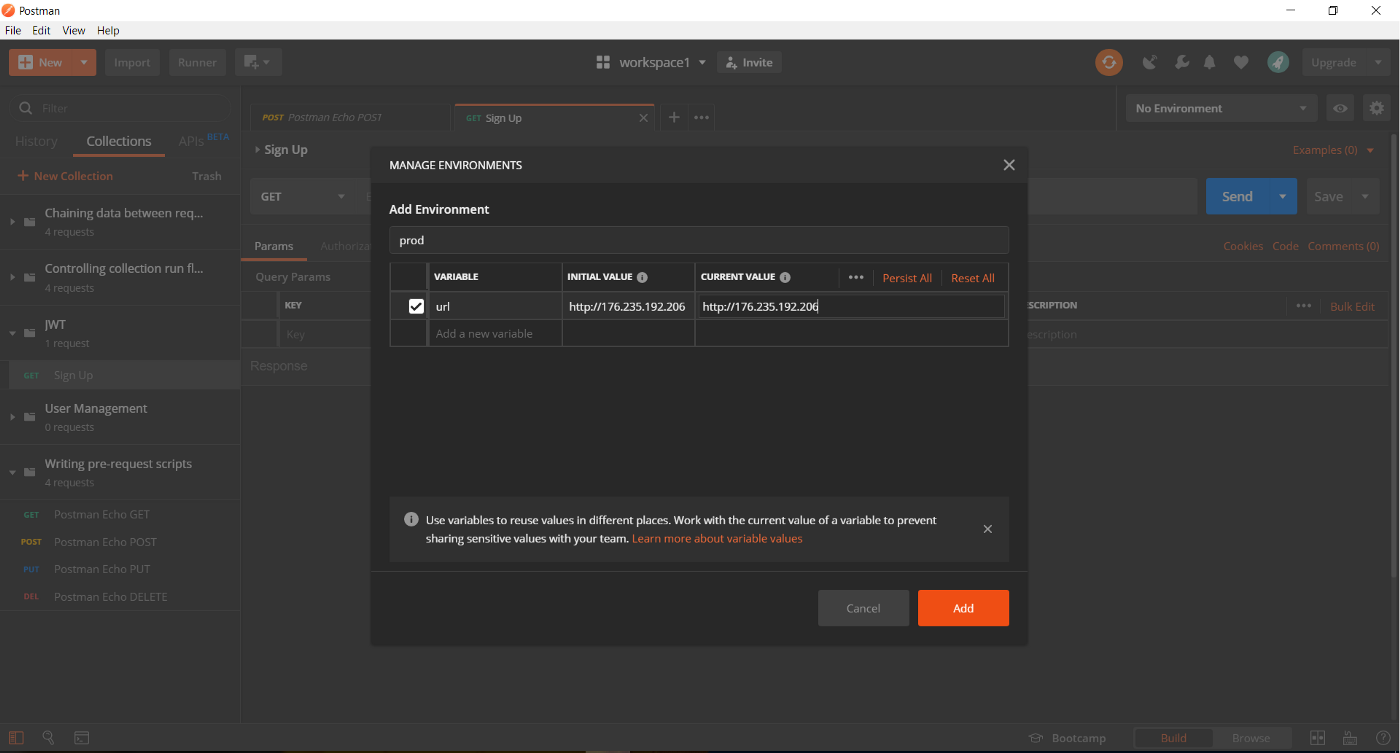 Postman
File Edit View Help
New Import Runner workspace1 Invite Upgrade
Filter
History Collections APIs BETA
New Collection Trash
Chaining data between req...
4 requests
Controlling collection run fl...
4 requests
JWT
1 request
GET Sign Up
User Management
0 requests
Writing pre-request scripts
4 requests
GET Postman Echo GET
POST Postman Echo POST
PUT Postman Echo PUT
DEL Postman Echo DELETE
POST Postman Echo POST GET Sign Up
No Environment
Sign Up Examples (0)
GET Send Save
Params Authoriza Cookies Code Comments (0)
Query Params
KEY SCRIPTION Bulk Edit
Key escription
Response
MANAGE ENVIRONMENTS
Add Environment
prod
VARIABLE INITIAL VALUE CURRENT VALUE Persist All Reset All
url http://176.235.192.206 http://176.235.192.206
Add a new variable
Use variables to reuse values in different places. Work with the current value of a variable to prevent
sharing sensitive values with your team. Learn more about variable values
Cancel Add
Bootcamp Build Browse